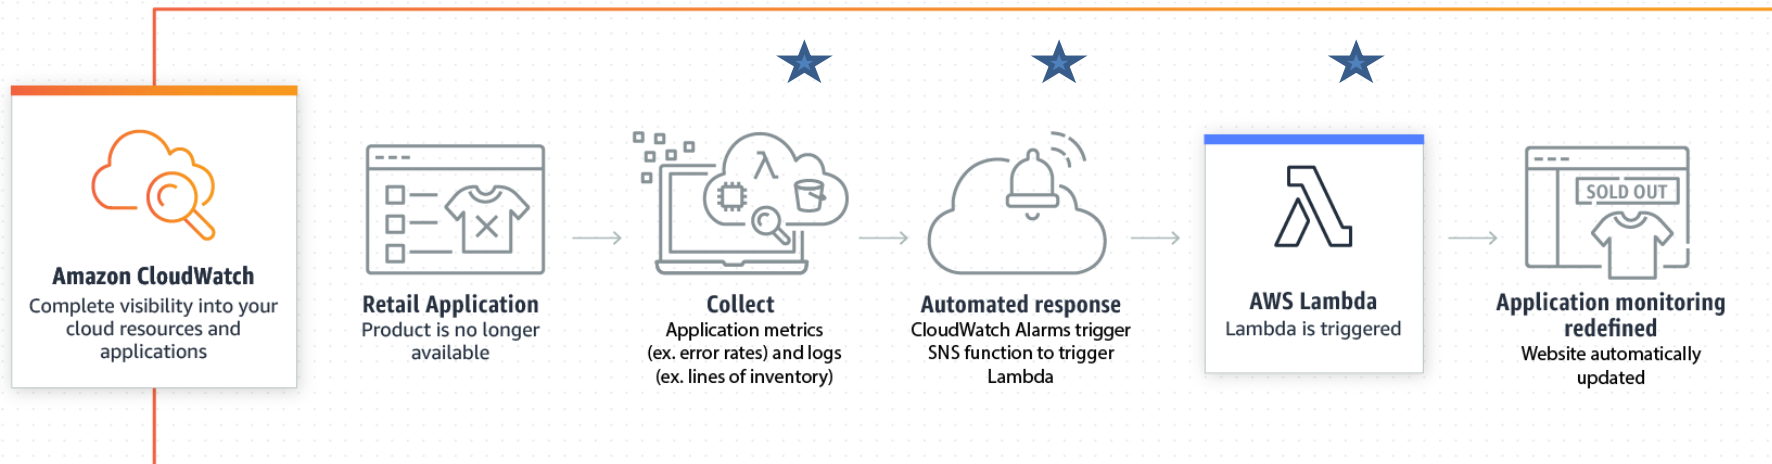 Amazon CloudWatch
Complete visibility into your
cloud resources and
applications
Retail Application
Product is no longer
available
Collect
Application metrics
(ex. error rates) and logs
(ex. lines of inventory)
Automated response
CloudWatch Alarms trigger
SNS function to trigger
Lambda
AWS Lambda
Lambda is triggered
SOLD OUT
Application monitoring
redefined
Website automatically
updated